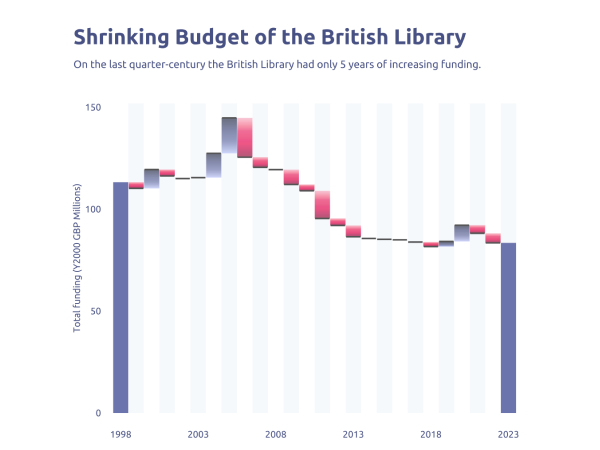 Shrinking Budget of the British Library
On the last quarter-century the British Library had only 5 years of increasing funding.
150
100
50
0
Total funding (Y2000 GBP Millions)
1998 2003 2008 2013 2018 2023